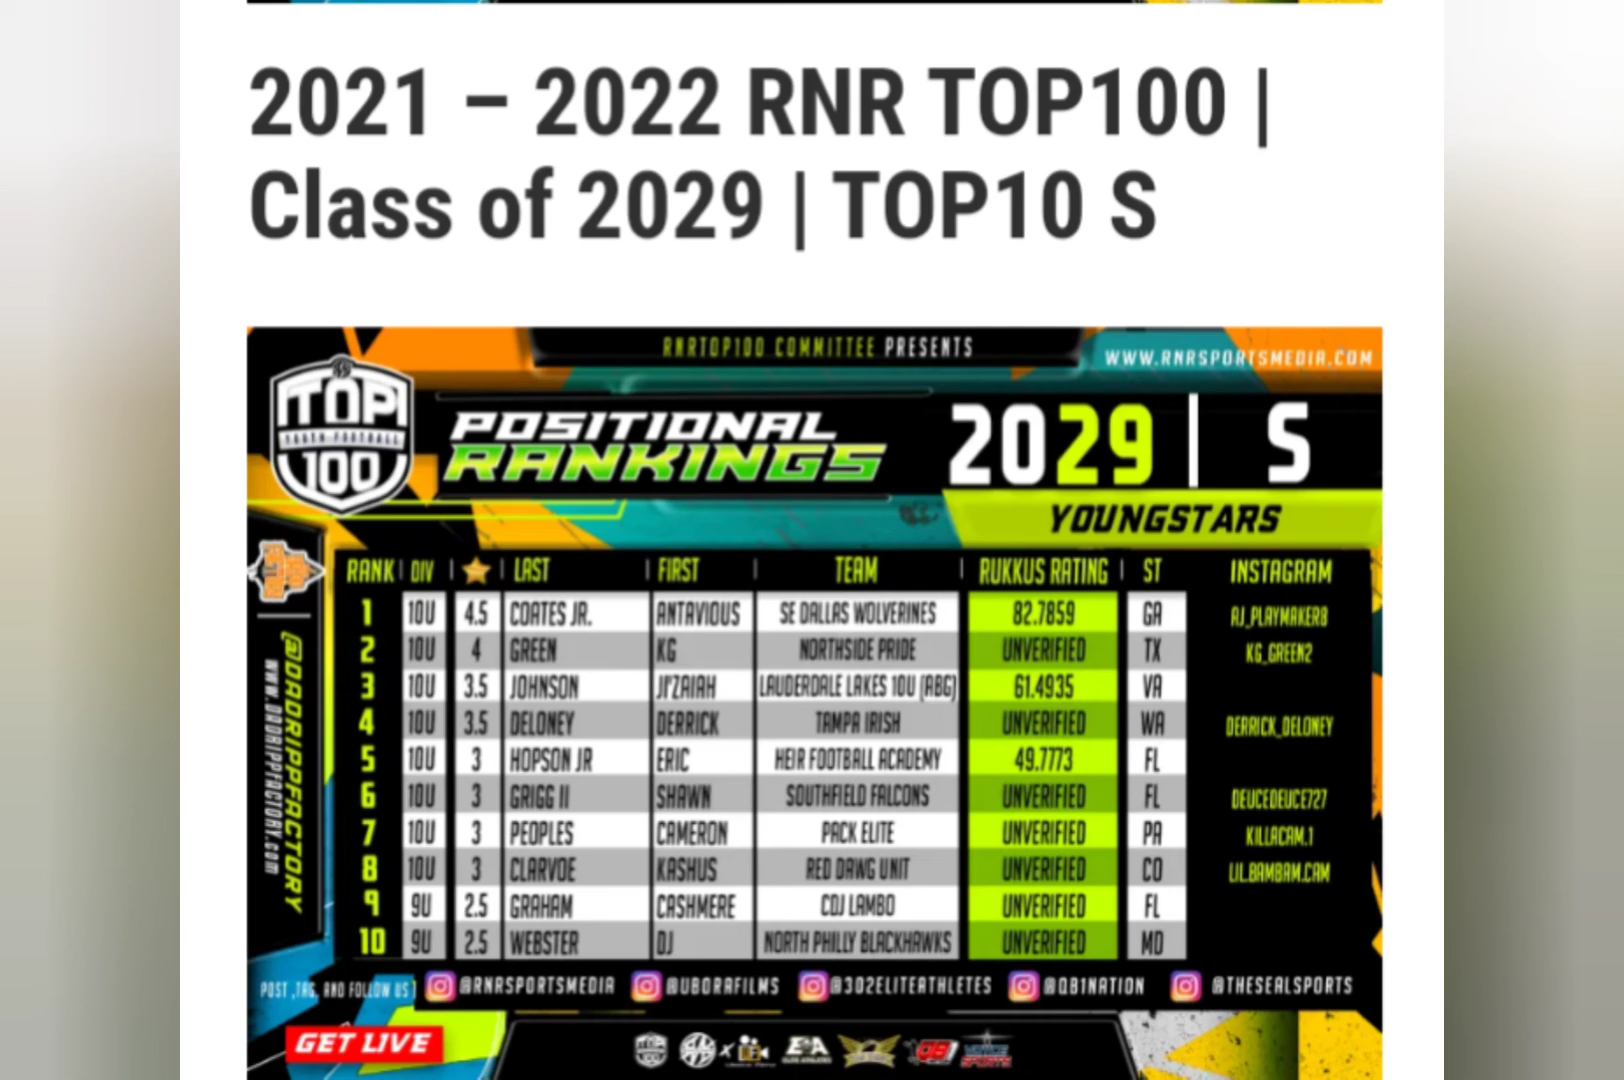 2021 – 2022 RNR TOP100 |
Class of 2029 | TOP10 S
RNRTOP100 COMMITTEE PRESENTS
WWW.RNRSPORTSMEDIA.COM
TOP
YOUTH FOOTBALL
100
POSITIONAL
RANKINGS
2029 | S
YOUNGSTARS
@DADRIPPFACTORY
WWW.DADRIPPFACTORY.COM
RANK | DIV | LAST | FIRST | TEAM | RUKKUS RATING | ST INSTAGRAM
1 10U 4.5 COATES JR. ANTAVIOUS SE DALLAS WOLVERINES 82.7859 GA AJ_PLAYMAKER8
2 10U 4 GREEN KG NORTHSIDE PRIDE UNVERIFIED TX KG_GREEN2
3 10U 3.5 JOHNSON JI'ZAIAH LAUDERDALE LAKES 10U (ABG) 61.4935 VA
4 10U 3.5 DELONEY DERRICK TAMPA IRISH UNVERIFIED WA DERRICK_DELONEY
5 10U 3 HOPSON JR ERIC HEIR FOOTBALL ACADEMY 49.7773 FL
6 10U 3 GRIGG II SHAWN SOUTHFIELD FALCONS UNVERIFIED FL DEUCEDEUCE727
7 10U 3 PEOPLES CAMERON PACK ELITE UNVERIFIED PA KILLACAM.1
8 10U 3 CLARVOE KASHUS RED DAWG UNIT UNVERIFIED CO LIL.BAMBAM.CAM
9 9U 2.5 GRAHAM CASHMERE COJ LAMBO UNVERIFIED FL
10 9U 2.5 WEBSTER DJ NORTH PHILLY BLACKHAWKS UNVERIFIED MD
POST ,TAG, AND FOLLOW US | @RNRSPORTSMEDIA @UBORAFILMS @302ELITEATHLETES @QB1NATION @THESEALSPORTS
GET LIVE
TOP 100 X E4A QB1